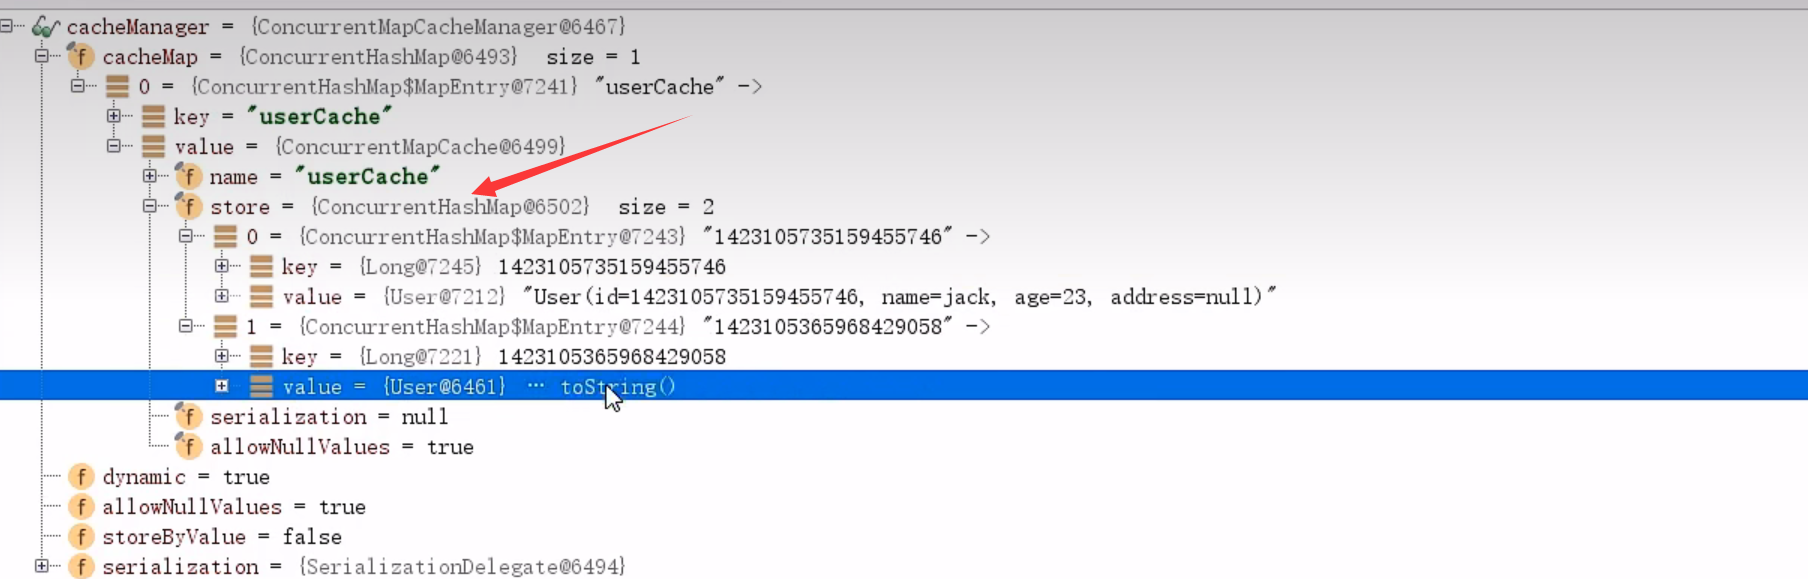 cacheManager = {ConcurrentMapCacheManager@6467}
f cacheMap = {ConcurrentHashMap@6493} size = 1
0 = {ConcurrentHashMap$MapEntry@7241} "userCache" ->
key = "userCache"
value = {ConcurrentMapCache@6499}
f name = "userCache"
f store = {ConcurrentHashMap@6502} size = 2
0 = {ConcurrentHashMap$MapEntry@7243} "1423105735159455746" ->
key = {Long@7245} 1423105735159455746
value = {User@7212} "User(id=1423105735159455746, name=jack, age=23, address=null)"
1 = {ConcurrentHashMap$MapEntry@7244} "1423105365968429058" ->
key = {Long@7221} 1423105365968429058
value = {User@6461} … toString()
f serialization = null
f allowNullValues = true
f dynamic = true
f allowNullValues = true
f storeByValue = false
f serialization = {SerializationDelegate@6494}